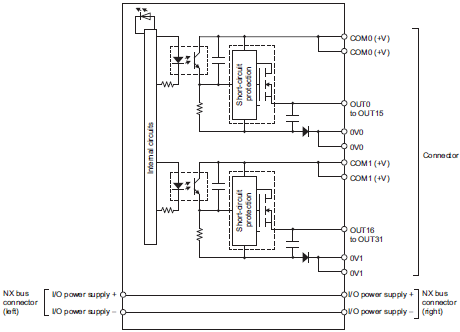 COM0 (+V)
COM0 (+V)
Internal circuits
Short-circuit
protection
OUT0
to OUT15
0V0
0V0
Connector
COM1 (+V)
COM1 (+V)
Short-circuit
protection
OUT16
to OUT31
0V1
0V1
NX bus
connector
(left)
I/O power supply +
I/O power supply –
I/O power supply +
I/O power supply –
NX bus
connector
(right)